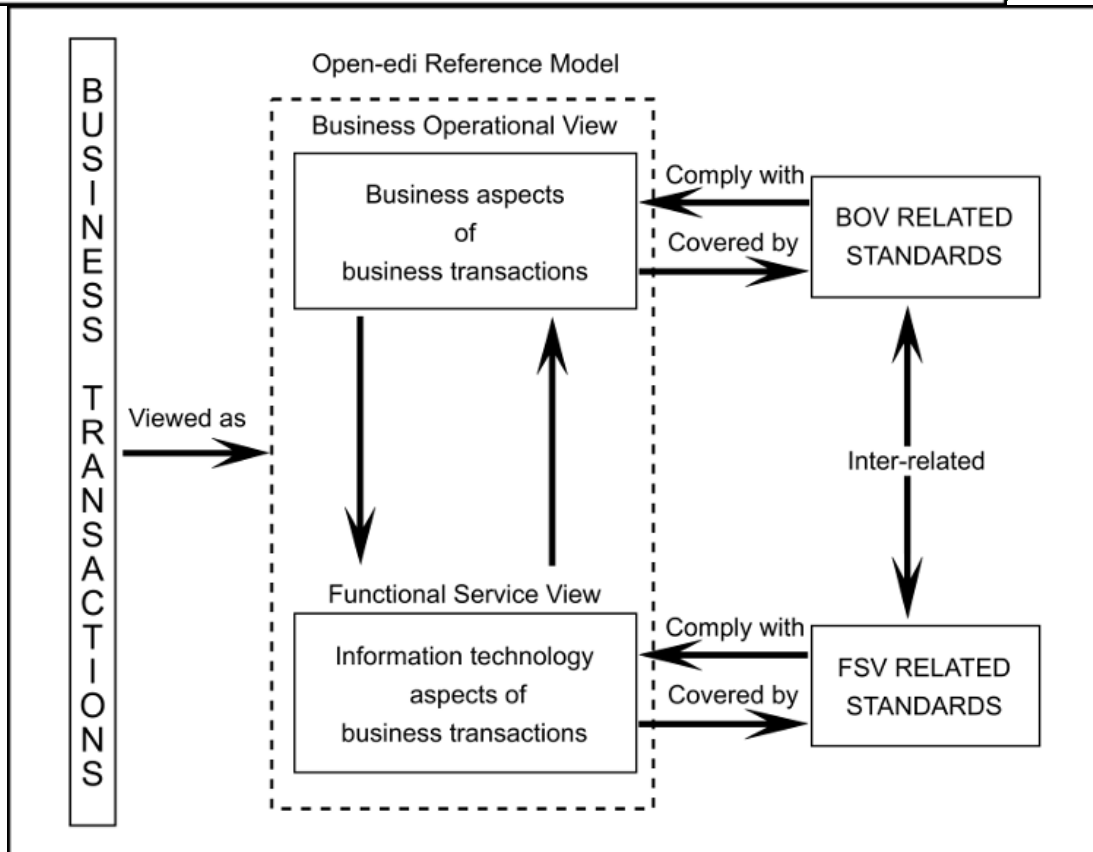 BUSINESS TRANSACTIONS
Open-edi Reference Model
Business Operational View
Business aspects
of
business transactions
Comply with
Covered by
BOV RELATED
STANDARDS
Viewed as
Inter-related
Functional Service View
Information technology
aspects of
business transactions
Comply with
Covered by
FSV RELATED
STANDARDS